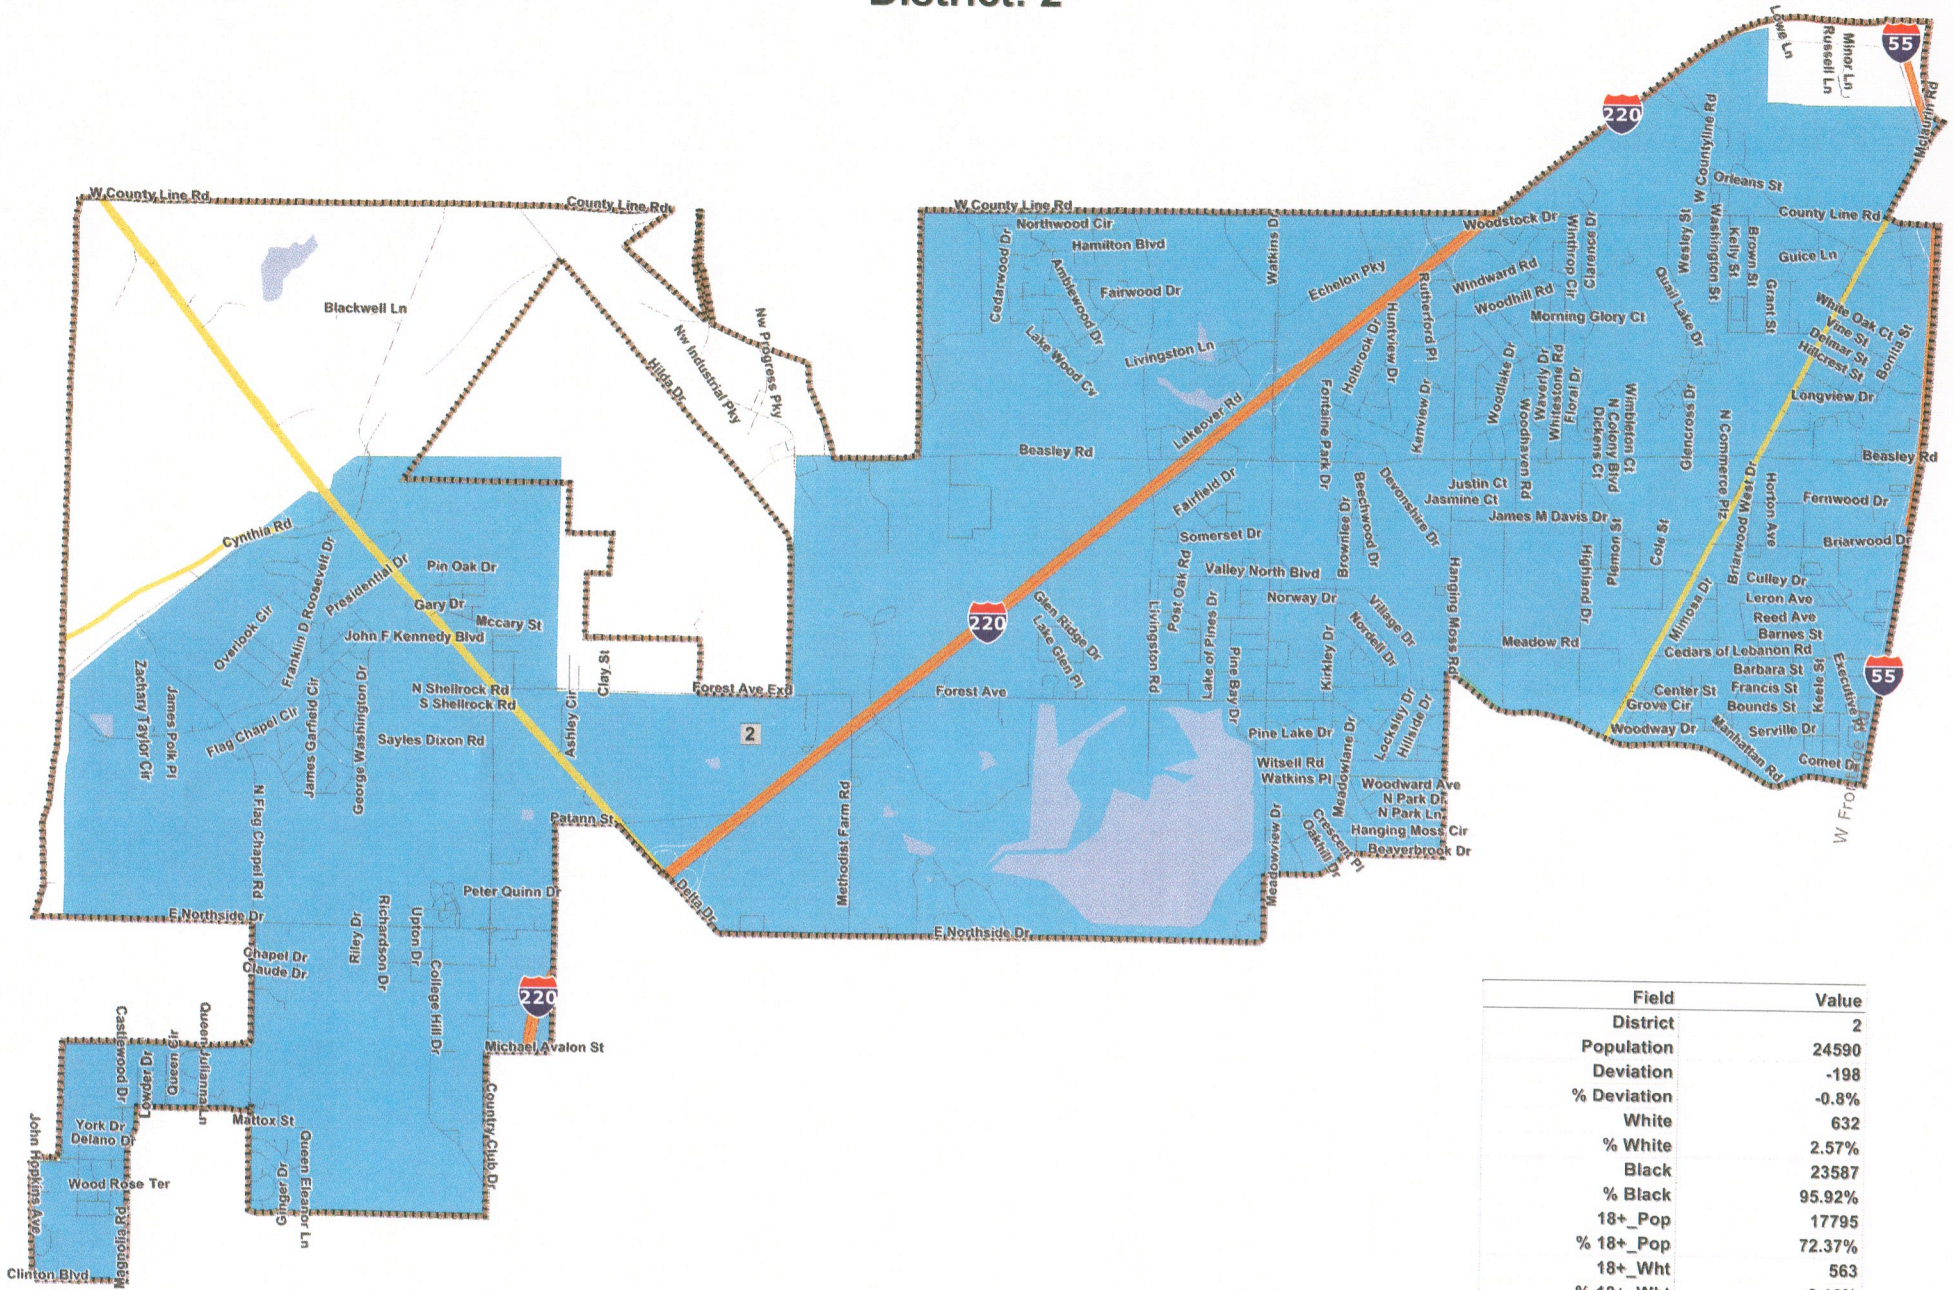 District: 2
Lowe Ln
Russell Ln
Minor Ln
55
Mclaurin Rd
220
W Countyline Rd
Orleans St
County Line Rd
W County Line Rd
County Line Rd
W County Line Rd
Northwood Cir
Hamilton Blvd
Cedarwood Dr
Amblewood Dr
Fairwood Dr
Lake Wood Cv
Livingston Ln
Watkins Dr
Echelon Pky
Woodstock Dr
Windward Rd
Woodhill Rd
Morning Glory Ct
Windrop Cir
Clarence Dr
Wesley St
Washington St
Kelly St
Brown St
Grant St
Guice Ln
Quail Lake Dr
White Oak Ct
Vine St
Delmar St
Hillcrest St
Bonita St
Longview Dr
Blackwell Ln
Nw Industrial Pky
Nw Progress Pky
Hilda Dr
Rutherford Pl
Huntview Dr
Holbrook Dr
Kenview Dr
Fontaine Park Dr
Lakeover Rd
Beasley Rd
Woodlake Dr
Woodhaven Rd
Waverly Dr
Whitestone Rd
Floral Dr
Dickens Ct
N Colony Blvd
Wimbleton Ct
Glencross Dr
N Commerce Plz
Beasley Rd
Briarwood West Dr
Horton Ave
Fernwood Dr
Briarwood Dr
Fairfield Dr
Somerset Dr
Valley North Blvd
Norway Dr
Brownlee Dr
Beechwood Dr
Devonshire Dr
Justin Ct
Jasmine Ct
James M Davis Dr
Highland Dr
Plemon St
Cole St
Culley Dr
Leron Ave
Reed Ave
Barnes St
Cedars of Lebanon Rd
Barbara St
Francis St
Bounds St
Center St
Grove Cir
Woodway Dr
Mimosa Dr
Manhattan Rd
Serville Dr
Comet Dr
Keele St
Executive Pl
55
Meadow Rd
Hanging Moss Rd
Cynthia Rd
Pin Oak Dr
Presidential Dr
Gary Dr
Mccary St
John F Kennedy Blvd
Franklin D Roosevelt Dr
Overlook Cir
Zachary Taylor Cir
James Polk Pl
Flag Chapel Cir
James Garfield Cir
George Washington Dr
N Shellrock Rd
S Shellrock Rd
Sayles Dixon Rd
Ashley Cir
Clay St
Forest Ave Exd
2
Forest Ave
220
Glen Ridge Dr
Lake Glen Pl
Livingston Rd
Post Oak Rd
Lake of Pines Dr
Pine Bay Dr
Kirkley Dr
Village Dr
Nordell Dr
Locksley Dr
Hillside Dr
Pine Lake Dr
Witsell Rd
Watkins Pl
Meadowlane Dr
Woodward Ave
N Park Dr
N Park Ln
Hanging Moss Cir
Beaverbrook Dr
Crescent Pl
Oakhill Dr
Meadowview Dr
Methodist Farm Rd
Patann St
Delta Dr
E Northside Dr
N Flag Chapel Rd
Peter Quinn Dr
E Northside Dr
Riley Dr
Richardson Dr
Upton Dr
Chapel Dr
Claude Dr
College Hill Dr
220
Michael Avalon St
Country Club Dr
Castlewood Dr
Lowder Dr
Queen Cir
Queen Julianna Ln
Mattox St
York Dr
Delano Dr
Wood Rose Ter
John Hopkins Ave
Magnolia Rd
Ginger Dr
Queen Eleanor Ln
Clinton Blvd
Field Value
District 2
Population 24590
Deviation -198
% Deviation -0.8%
White 632
% White 2.57%
Black 23587
% Black 95.92%
18+_Pop 17795
% 18+_Pop 72.37%
18+_Wht 563